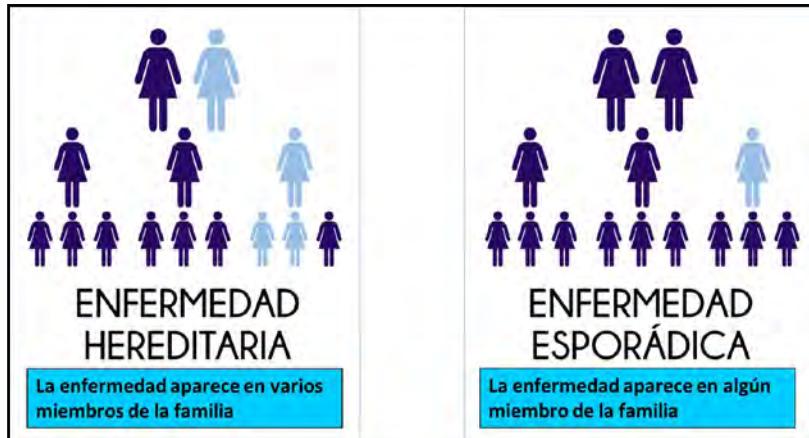 ENFERMEDAD
HEREDITARIA
La enfermedad aparece en varios
miembros de la familia
ENFERMEDAD
ESPORÁDICA
La enfermedad aparece en algún
miembro de la familia